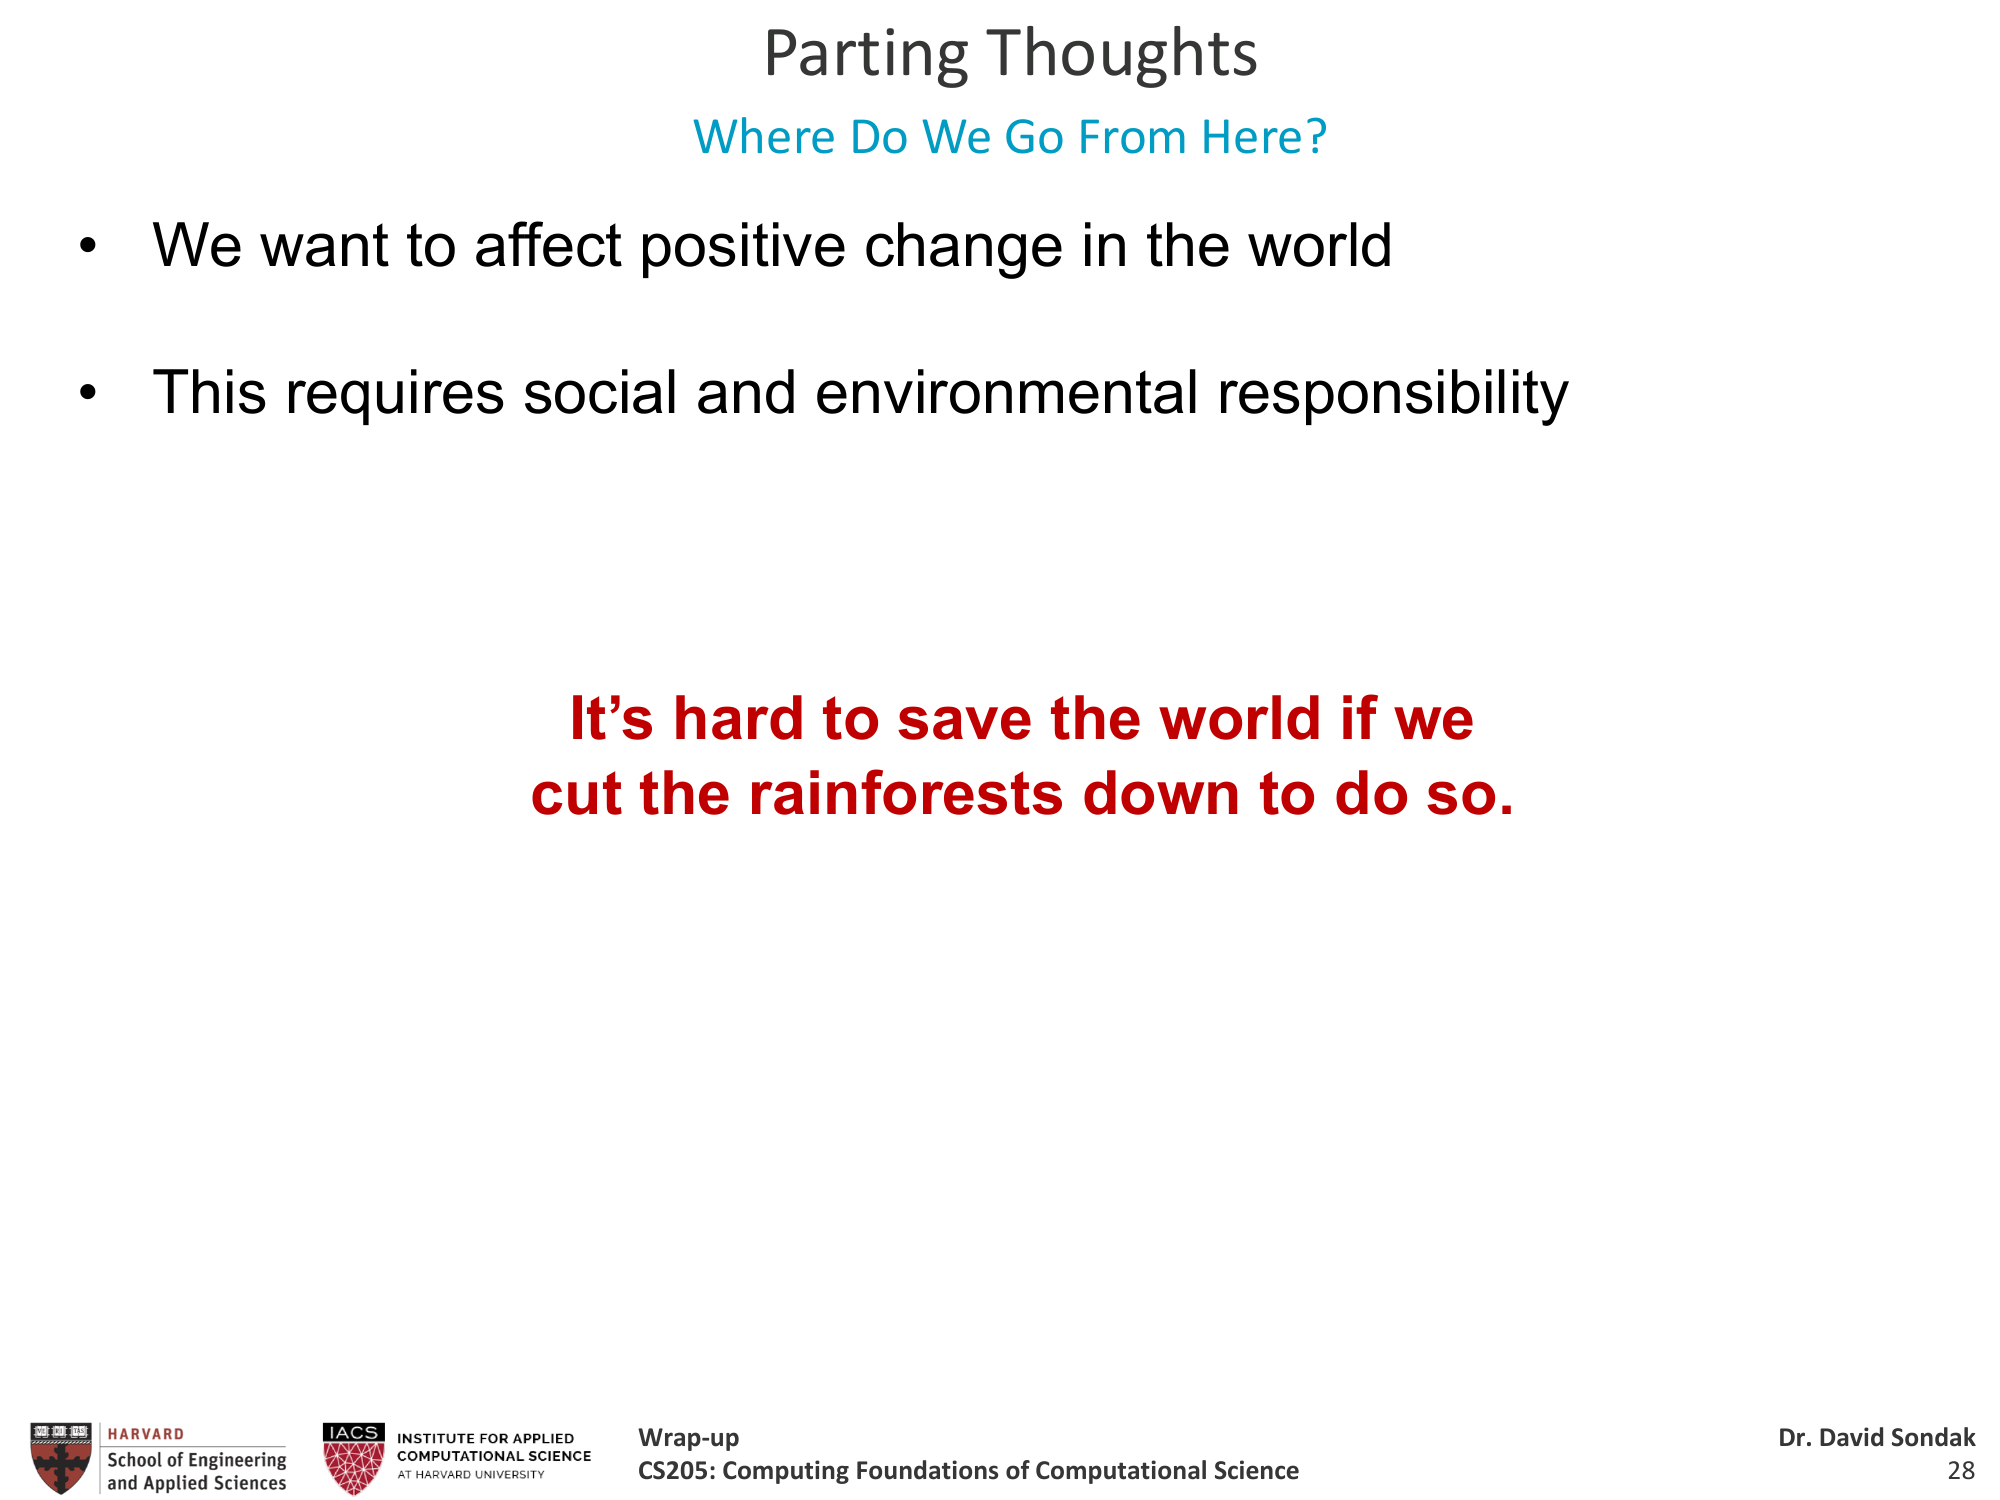 Parting Thoughts
Where Do We Go From Here?
• We want to affect positive change in the world
• This requires social and environmental responsibility
It’s hard to save the world if we
cut the rainforests down to do so.
HARVARD
School of Engineering
and Applied Sciences
IACS
INSTITUTE FOR APPLIED
COMPUTATIONAL SCIENCE
AT HARVARD UNIVERSITY
Wrap-up
CS205: Computing Foundations of Computational Science
Dr. David Sondak
28